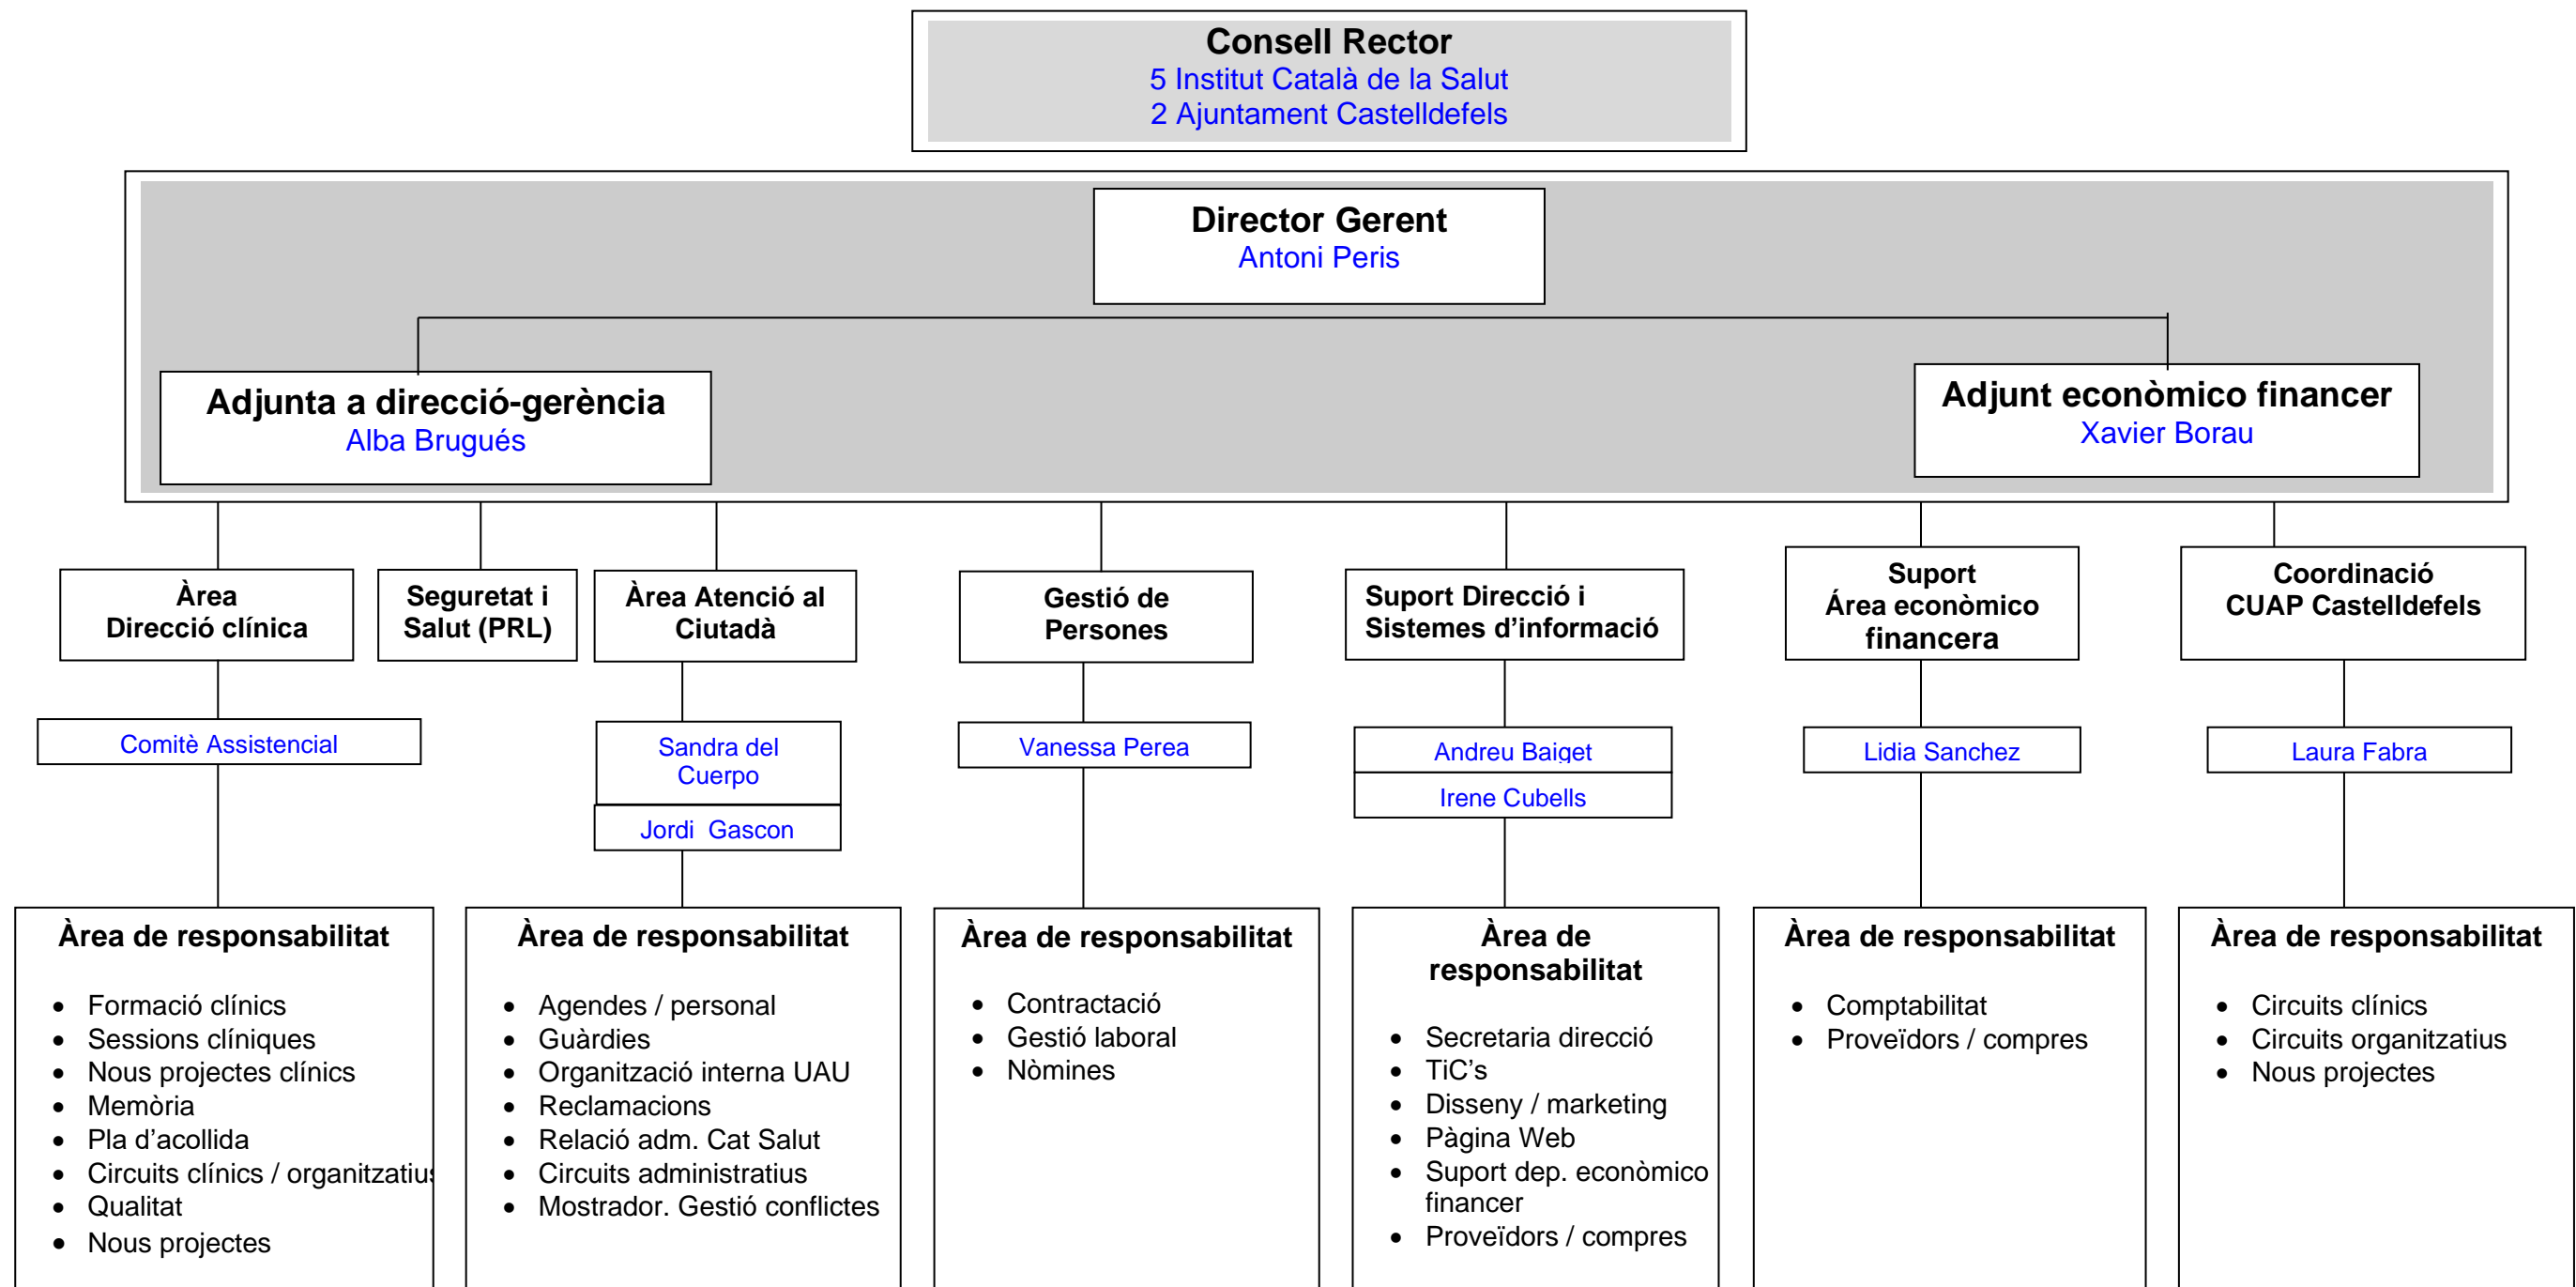 Consell Rector
5 Institut Català de la Salut
2 Ajuntament Castelldefels
Director Gerent
Antoni Peris
Adjunta a direcció-gerència
Alba Brugués
Adjunt econòmico financer
Xavier Borau
Àrea
Direcció clínica
Seguretat i
Salut (PRL)
Àrea Atenció al
Ciutadà
Gestió de
Persones
Suport Direcció i
Sistemes d'informació
Suport
Área econòmico
financera
Coordinació
CUAP Castelldefels
Comitè Assistencial
Sandra del
Cuerpo
Jordi  Gascon
Vanessa Perea
Andreu Baiget
Irene Cubells
Lidia Sanchez
Laura Fabra
Àrea de responsabilitat
• Formació clínics
• Sessions clíniques
• Nous projectes clínics
• Memòria
• Pla d'acollida
• Circuits clínics / organitzatius
• Qualitat
• Nous projectes
Àrea de responsabilitat
• Agendes / personal
• Guàrdies
• Organització interna UAU
• Reclamacions
• Relació adm. Cat Salut
• Circuits administratius
• Mostrador. Gestió conflictes
Àrea de responsabilitat
• Contractació
• Gestió laboral
• Nòmines
Àrea de
responsabilitat
• Secretaria direcció
• TiC's
• Disseny / marketing
• Pàgina Web
• Suport dep. econòmico
financer
• Proveïdors / compres
Àrea de responsabilitat
• Comptabilitat
• Proveïdors / compres
Àrea de responsabilitat
• Circuits clínics
• Circuits organitzatius
• Nous projectes